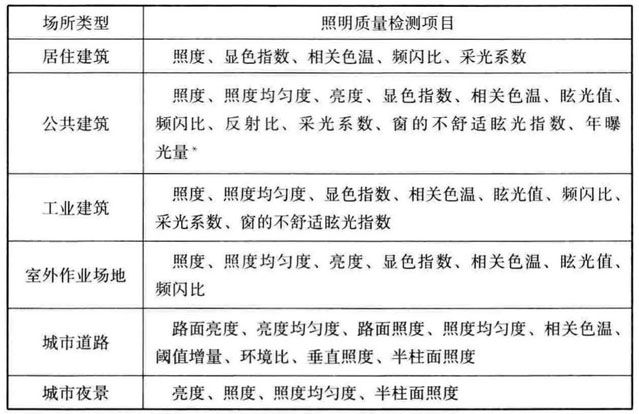 场所类型 照明质量检测项目
居住建筑 照度、显色指数、相关色温、频闪比、采光系数
公共建筑 照度、照度均匀度、亮度、显色指数、相关色温、眩光值、
频闪比、反射比、采光系数、窗的不舒适眩光指数、年曝
光量*
工业建筑 照度、照度均匀度、显色指数、相关色温、眩光值、频闪比、
采光系数、窗的不舒适眩光指数
室外作业场地 照度、照度均匀度、亮度、显色指数、相关色温、眩光值、
频闪比
城市道路 路面亮度、亮度均匀度、路面照度、照度均匀度、相关色温、
阈值增量、环境比、垂直照度、半柱面照度
城市夜景 亮度、照度、照度均匀度、半柱面照度